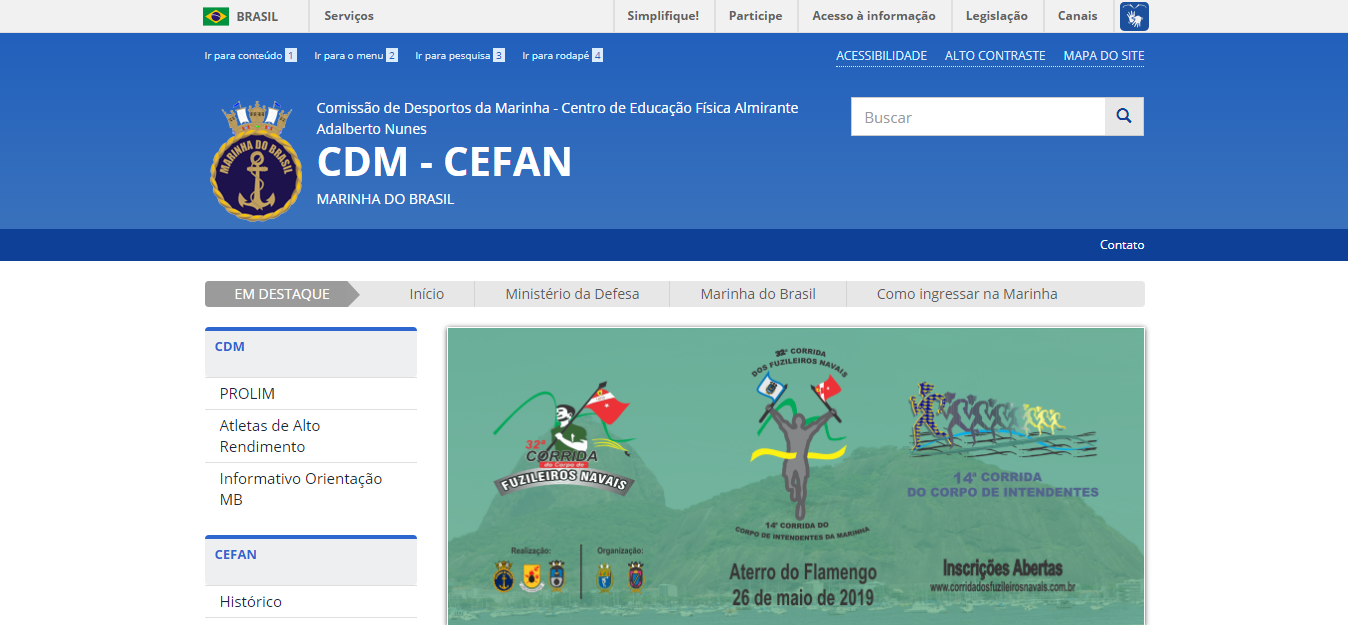 BRASIL
Serviços
Simplifique!
Participe
Acesso à informação
Legislação
Canais
Ir para conteúdo 1
Ir para o menu 2
Ir para pesquisa 3
Ir para rodapé 4
ACESSIBILIDADE
ALTO CONTRASTE
MAPA DO SITE
MARINHA DO BRASIL
Comissão de Desportos da Marinha - Centro de Educação Física Almirante
Adalberto Nunes
CDM - CEFAN
MARINHA DO BRASIL
Buscar
Contato
EM DESTAQUE
Início
Ministério da Defesa
Marinha do Brasil
Como ingressar na Marinha
CDM
PROLIM
Atletas de Alto
Rendimento
Informativo Orientação
MB
CEFAN
Histórico
32ª
CORRIDA
do Corpo de
FUZILEIROS NAVAIS
Realização:
Organização:
32ª CORRIDA
DOS FUZILEIROS NAVAIS
14ª CORRIDA DO
CORPO DE INTENDENTES DA MARINHA
Aterro do Flamengo
26 de maio de 2019
14ª CORRIDA
DO CORPO DE INTENDENTES
Inscrições Abertas
www.corridadosfuzileirosnavais.com.br